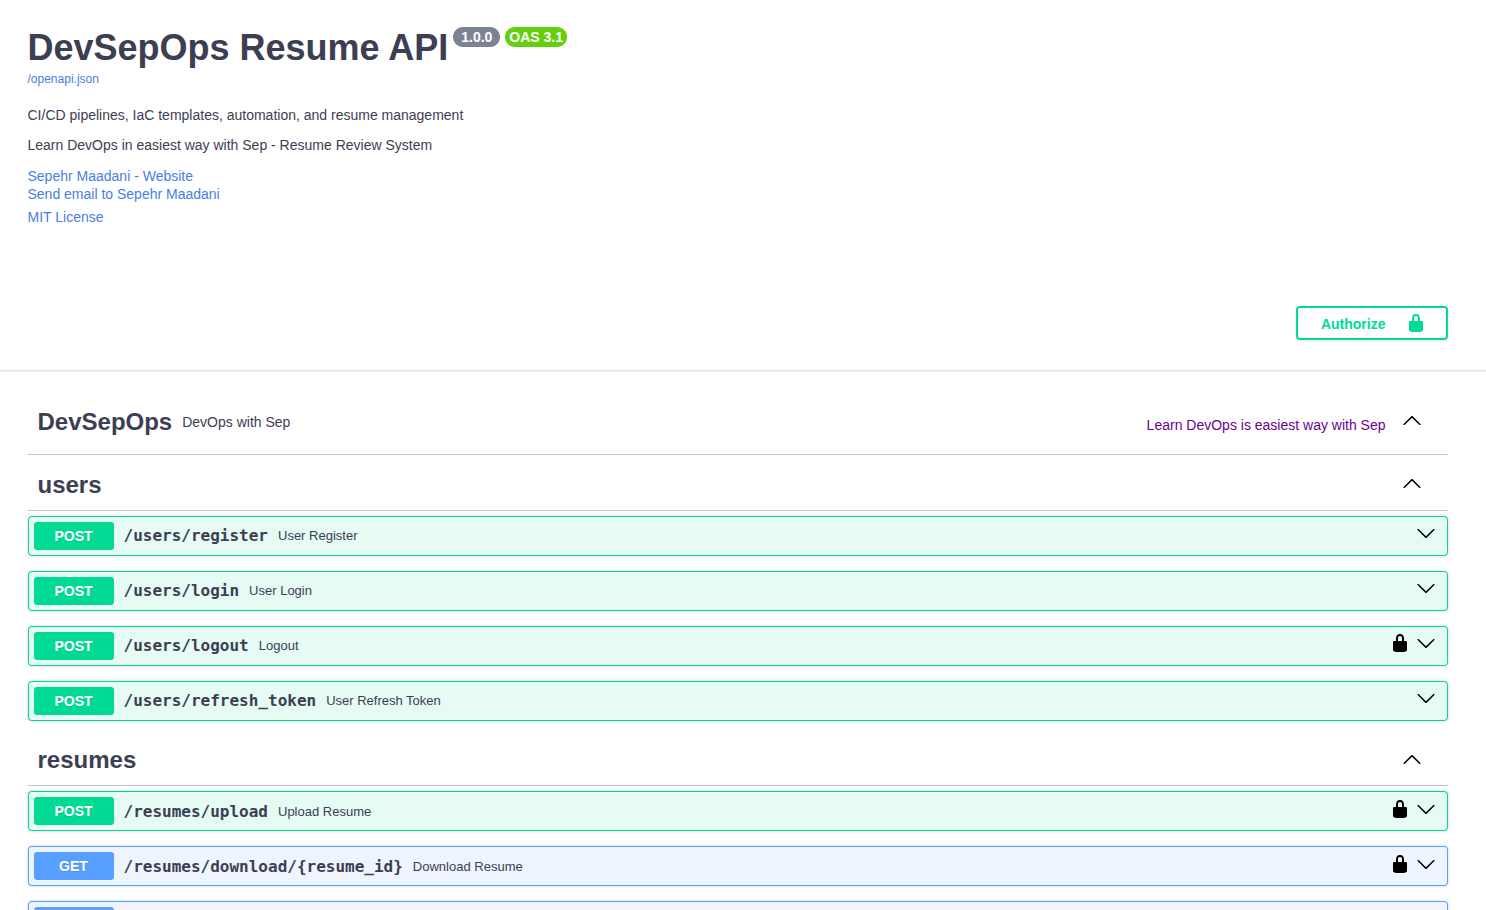 DevSepOps Resume API 1.0.0 OAS 3.1
/openapi.json
CI/CD pipelines, IaC templates, automation, and resume management
Learn DevOps in easiest way with Sep - Resume Review System
Sepehr Maadani - Website
Send email to Sepehr Maadani
MIT License
Authorize
DevSepOps DevOps with Sep Learn DevOps is easiest way with Sep
users
POST /users/register User Register
POST /users/login User Login
POST /users/logout Logout
POST /users/refresh_token User Refresh Token
resumes
POST /resumes/upload Upload Resume
GET /resumes/download/{resume_id} Download Resume